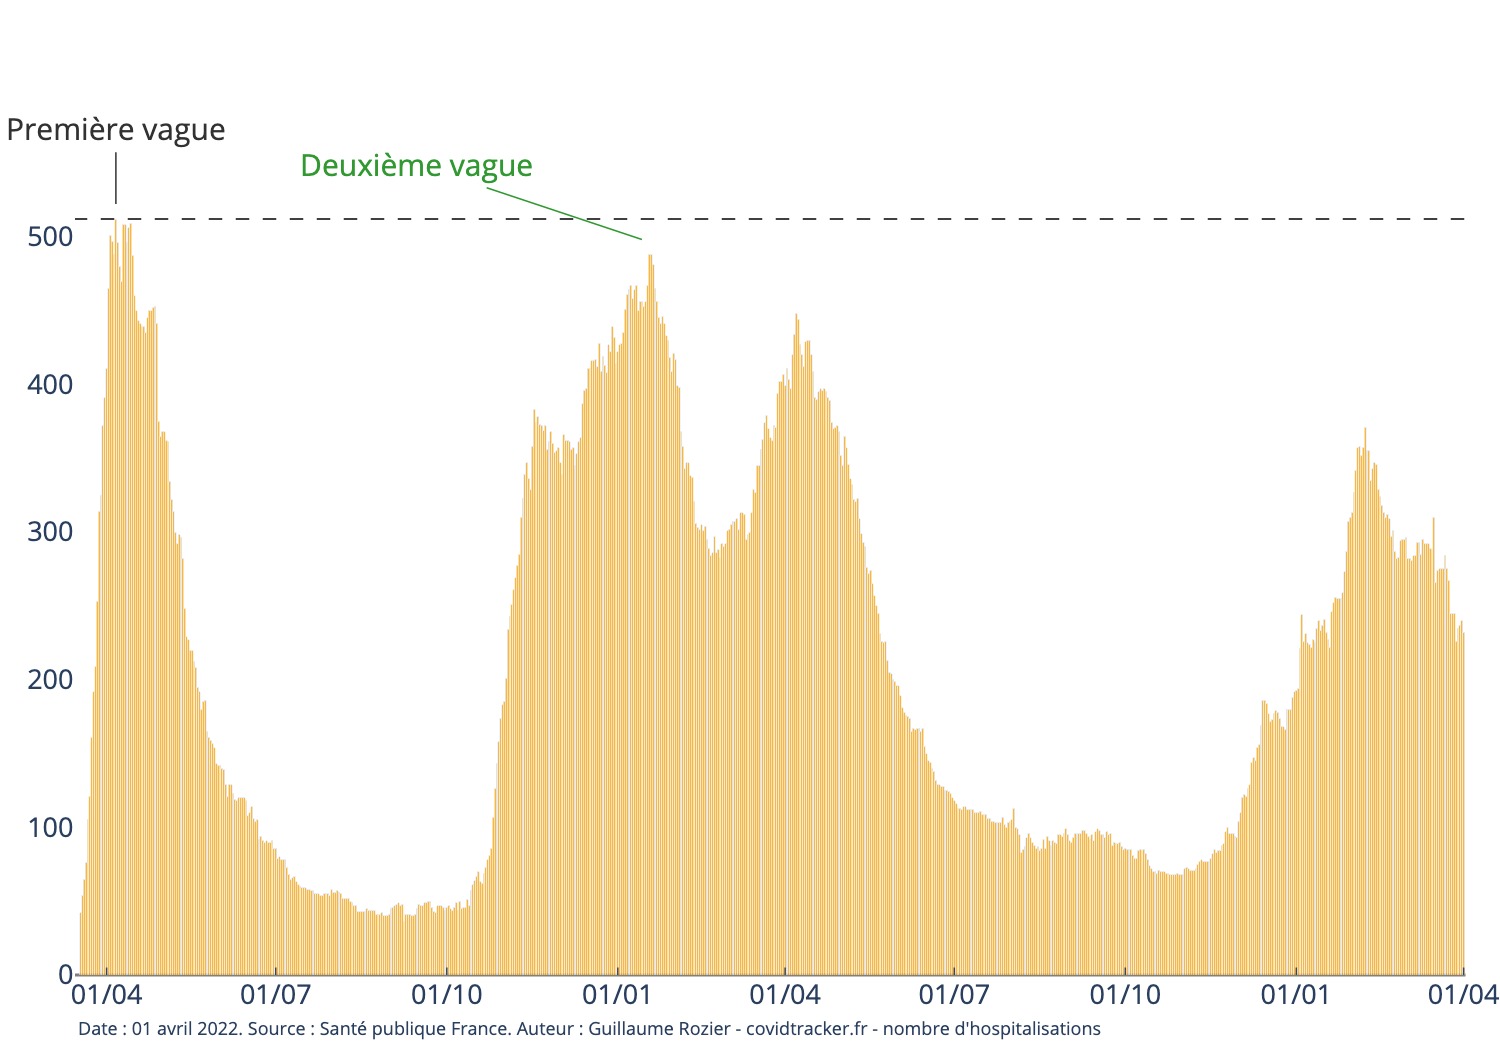 Première vague
Deuxième vague
500
400
300
200
100
0
01/04 01/07 01/10 01/01 01/04 01/07 01/10 01/01 01/04
Date : 01 avril 2022. Source : Santé publique France. Auteur : Guillaume Rozier - covidtracker.fr - nombre d'hospitalisations